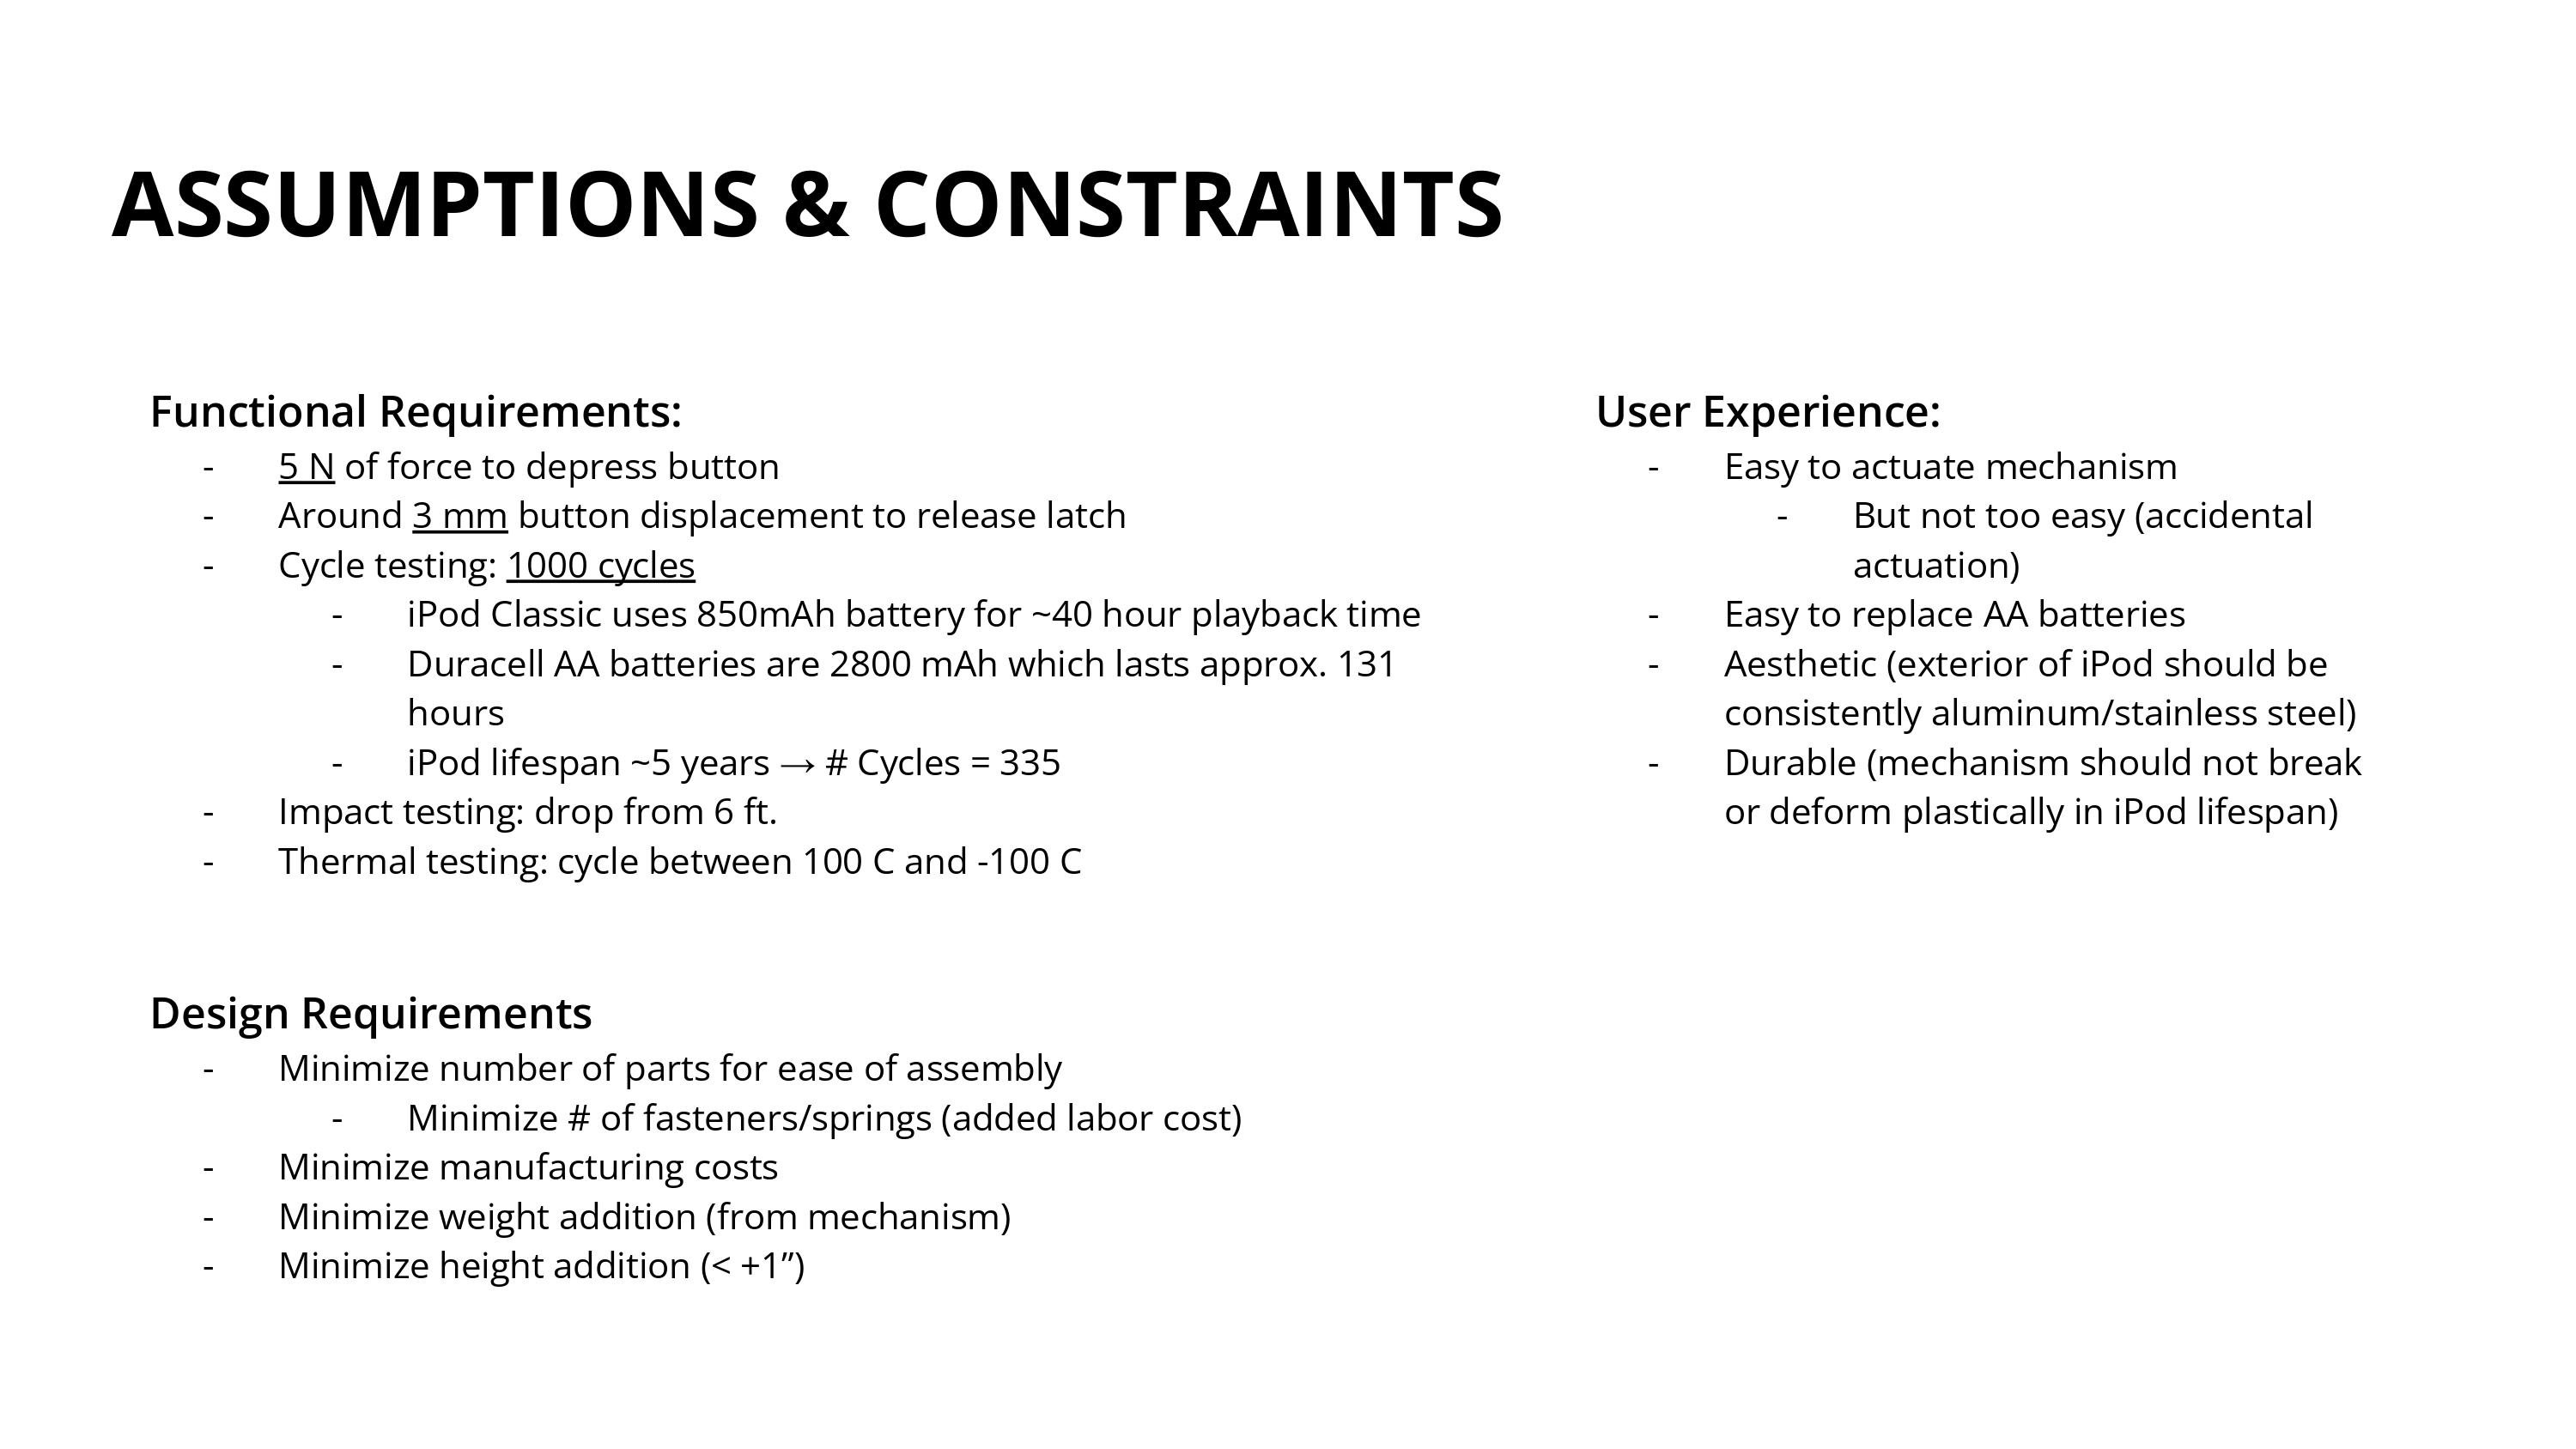 ASSUMPTIONS & CONSTRAINTS
Functional Requirements:
- 5 N of force to depress button
- Around 3 mm button displacement to release latch
- Cycle testing: 1000 cycles
- iPod Classic uses 850mAh battery for ~40 hour playback time
- Duracell AA batteries are 2800 mAh which lasts approx. 131
hours
- iPod lifespan ~5 years → # Cycles = 335
- Impact testing: drop from 6 ft.
- Thermal testing: cycle between 100 C and -100 C
Design Requirements
- Minimize number of parts for ease of assembly
- Minimize # of fasteners/springs (added labor cost)
- Minimize manufacturing costs
- Minimize weight addition (from mechanism)
- Minimize height addition (< +1”)
User Experience:
- Easy to actuate mechanism
- But not too easy (accidental
actuation)
- Easy to replace AA batteries
- Aesthetic (exterior of iPod should be
consistently aluminum/stainless steel)
- Durable (mechanism should not break
or deform plastically in iPod lifespan)